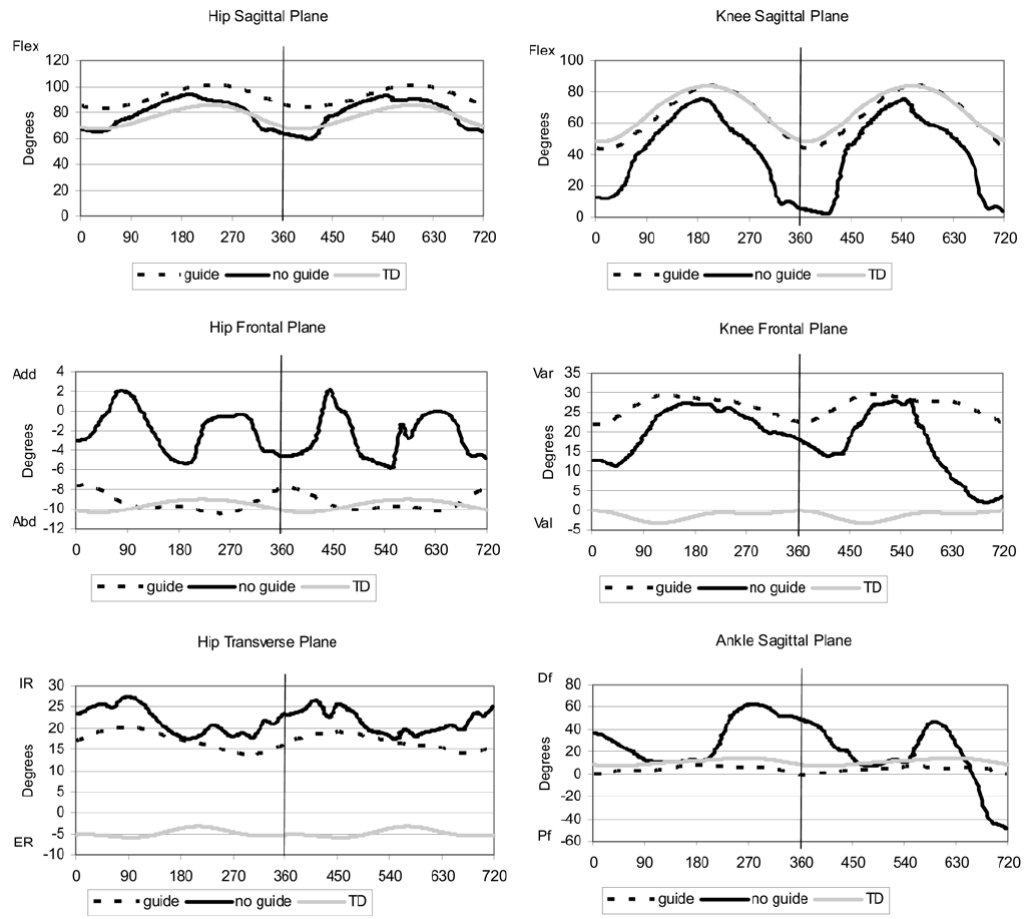 Hip Sagittal Plane
Flex
120
100
80
60
40
20
0
Degrees
0 90 180 270 360 450 540 630 720
guide no guide TD
Knee Sagittal Plane
Flex
100
80
60
40
20
0
Degrees
0 90 180 270 360 450 540 630 720
guide no guide TD
Hip Frontal Plane
Add
4
2
0
-2
-4
-6
-8
-10
-12
Abd
Degrees
0 90 180 270 360 450 540 630 720
guide no guide TD
Knee Frontal Plane
Var
35
30
25
20
15
10
5
0
-5
Val
Degrees
0 90 180 270 360 450 540 630 720
guide no guide TD
Hip Transverse Plane
IR
30
25
20
15
10
5
0
-5
-10
ER
Degrees
0 90 180 270 360 450 540 630 720
guide no guide TD
Ankle Sagittal Plane
Df
80
60
40
20
0
-20
-40
-60
Pf
Degrees
0 90 180 270 360 450 540 630 720
guide no guide TD